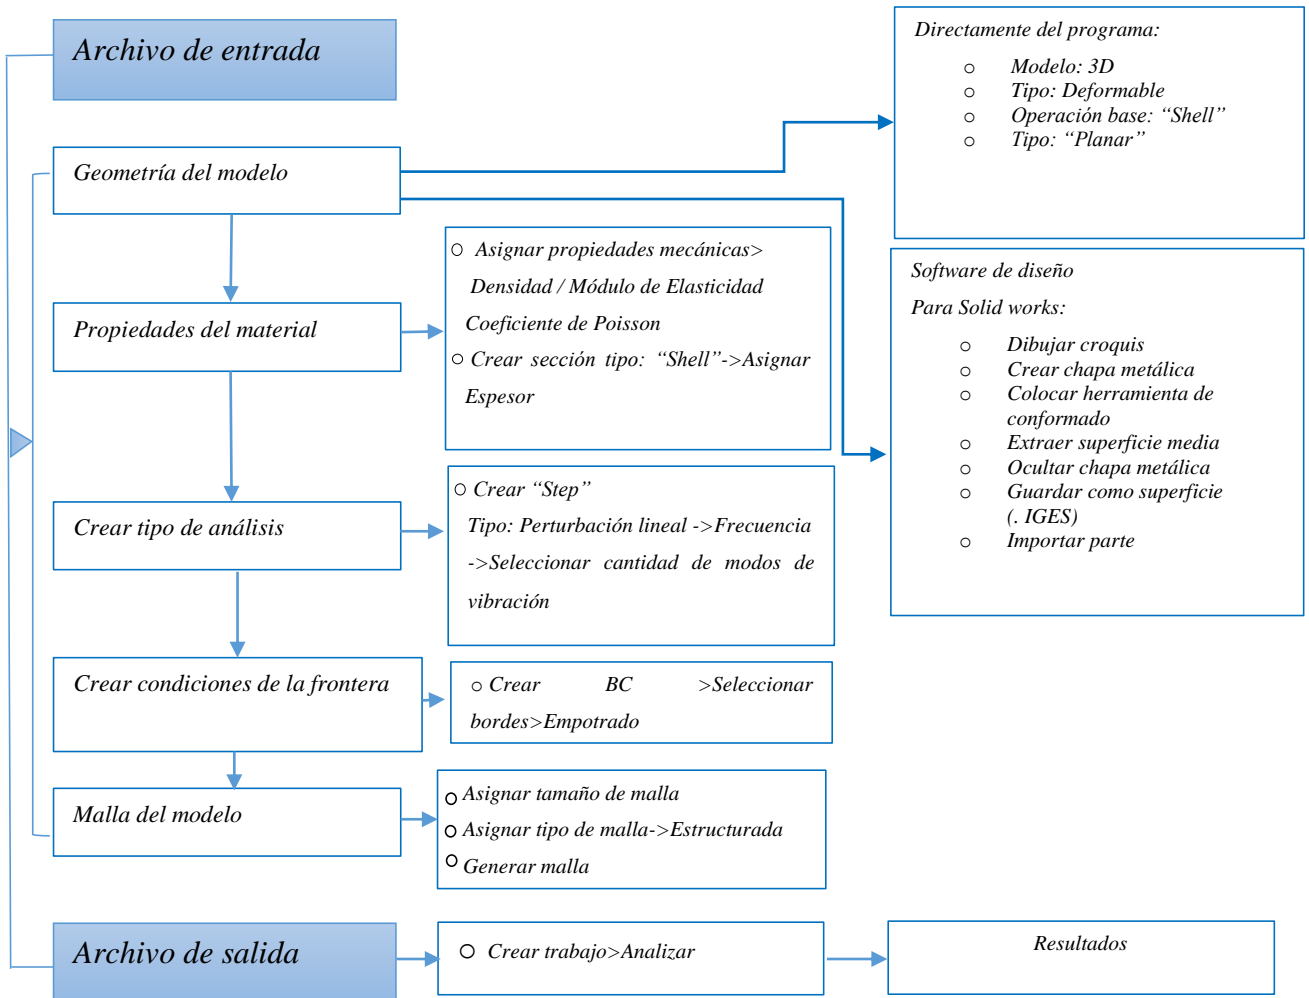 Archivo de entrada
Directamente del programa:
o Modelo: 3D
o Tipo: Deformable
o Operación base: “Shell”
o Tipo: “Planar”
Geometría del modelo
o Asignar propiedades mecánicas>
Densidad / Módulo de Elasticidad
Coeficiente de Poisson
o Crear sección tipo: “Shell”->Asignar
Espesor
Software de diseño
Para Solid works:
o Dibujar croquis
o Crear chapa metálica
o Colocar herramienta de
conformado
o Extraer superficie media
o Ocultar chapa metálica
o Guardar como superficie
(. IGES)
o Importar parte
Propiedades del material
Crear tipo de análisis
o Crear “Step”
Tipo: Perturbación lineal ->Frecuencia
->Seleccionar cantidad de modos de
vibración
Crear condiciones de la frontera
o Crear BC >Seleccionar
bordes>Empotrado
Malla del modelo
o Asignar tamaño de malla
o Asignar tipo de malla->Estructurada
o Generar malla
Archivo de salida
o Crear trabajo>Analizar
Resultados